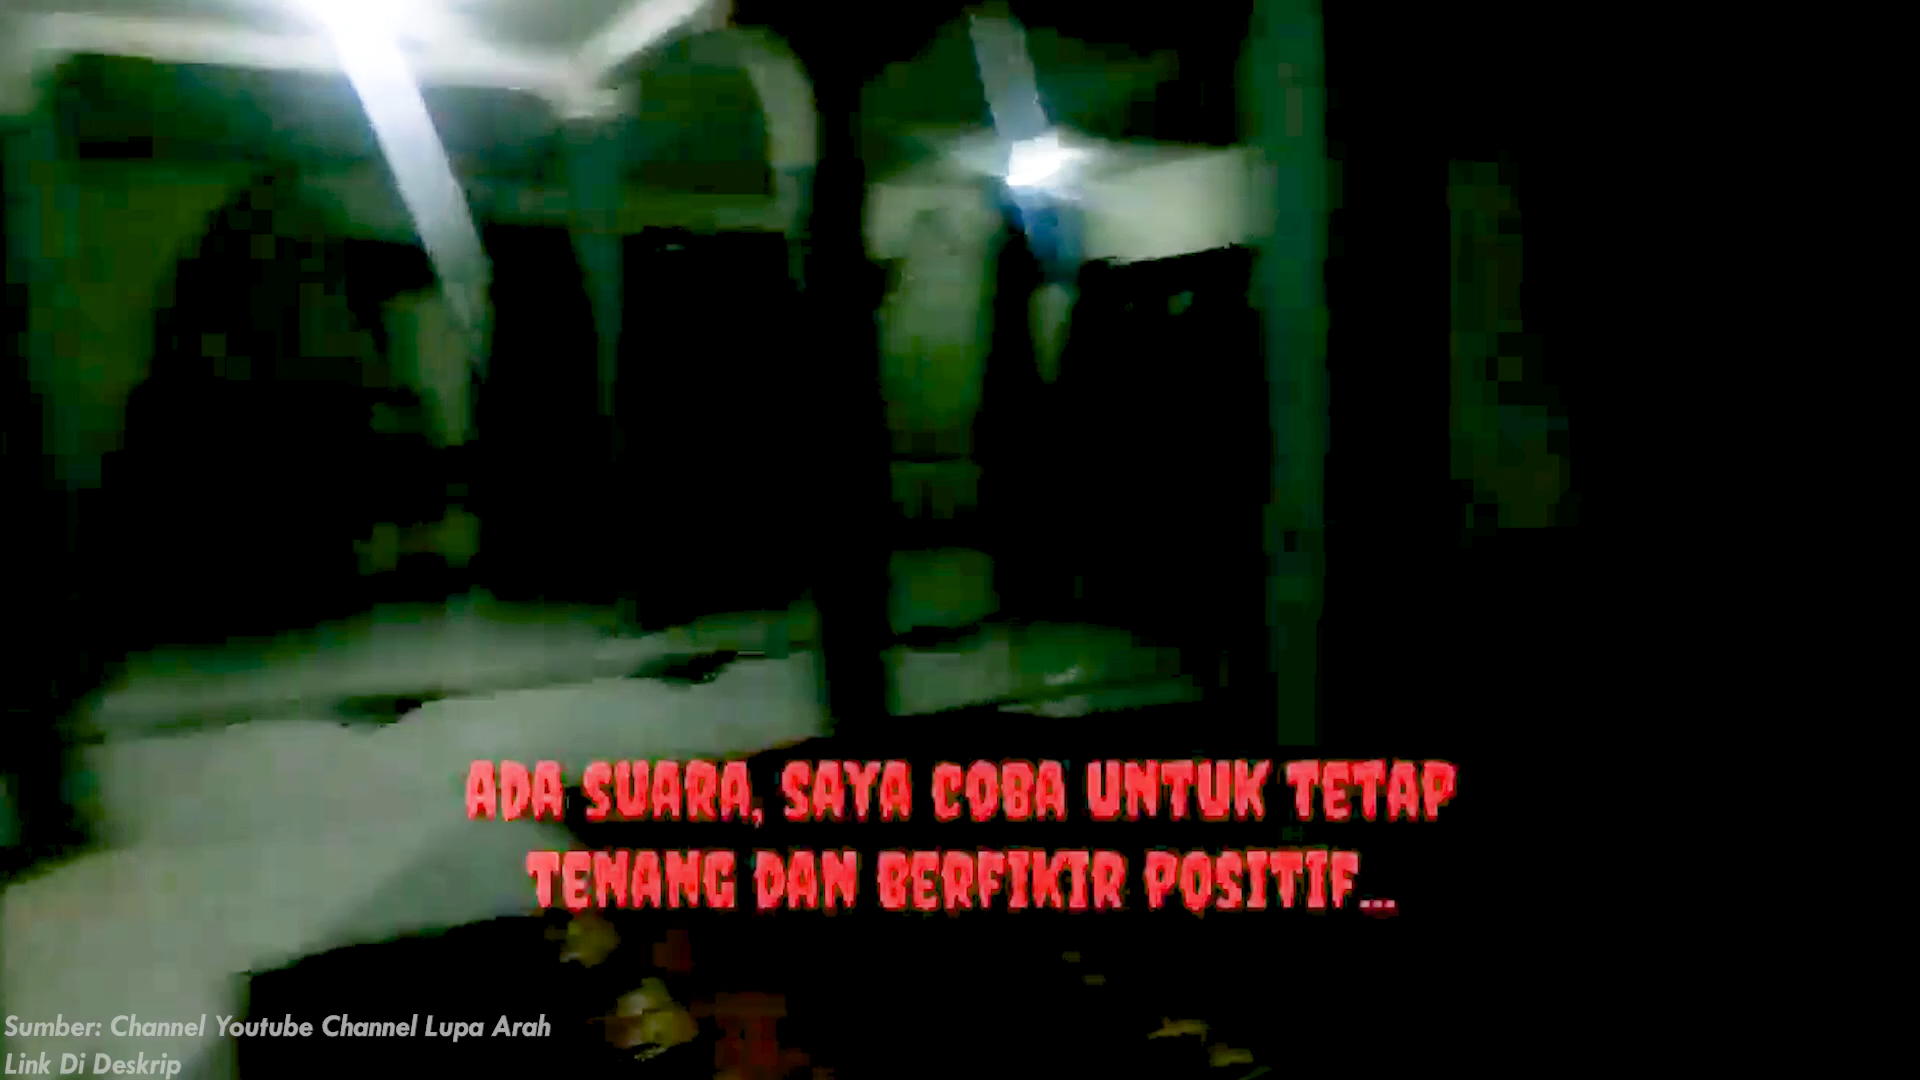 ADA SUARA, SAYA COBA UNTUK TETAP
TENANG DAN BERFIKIR POSITIF...
Sumber: Channel Youtube Channel Lupa Arah
Link Di Deskrip